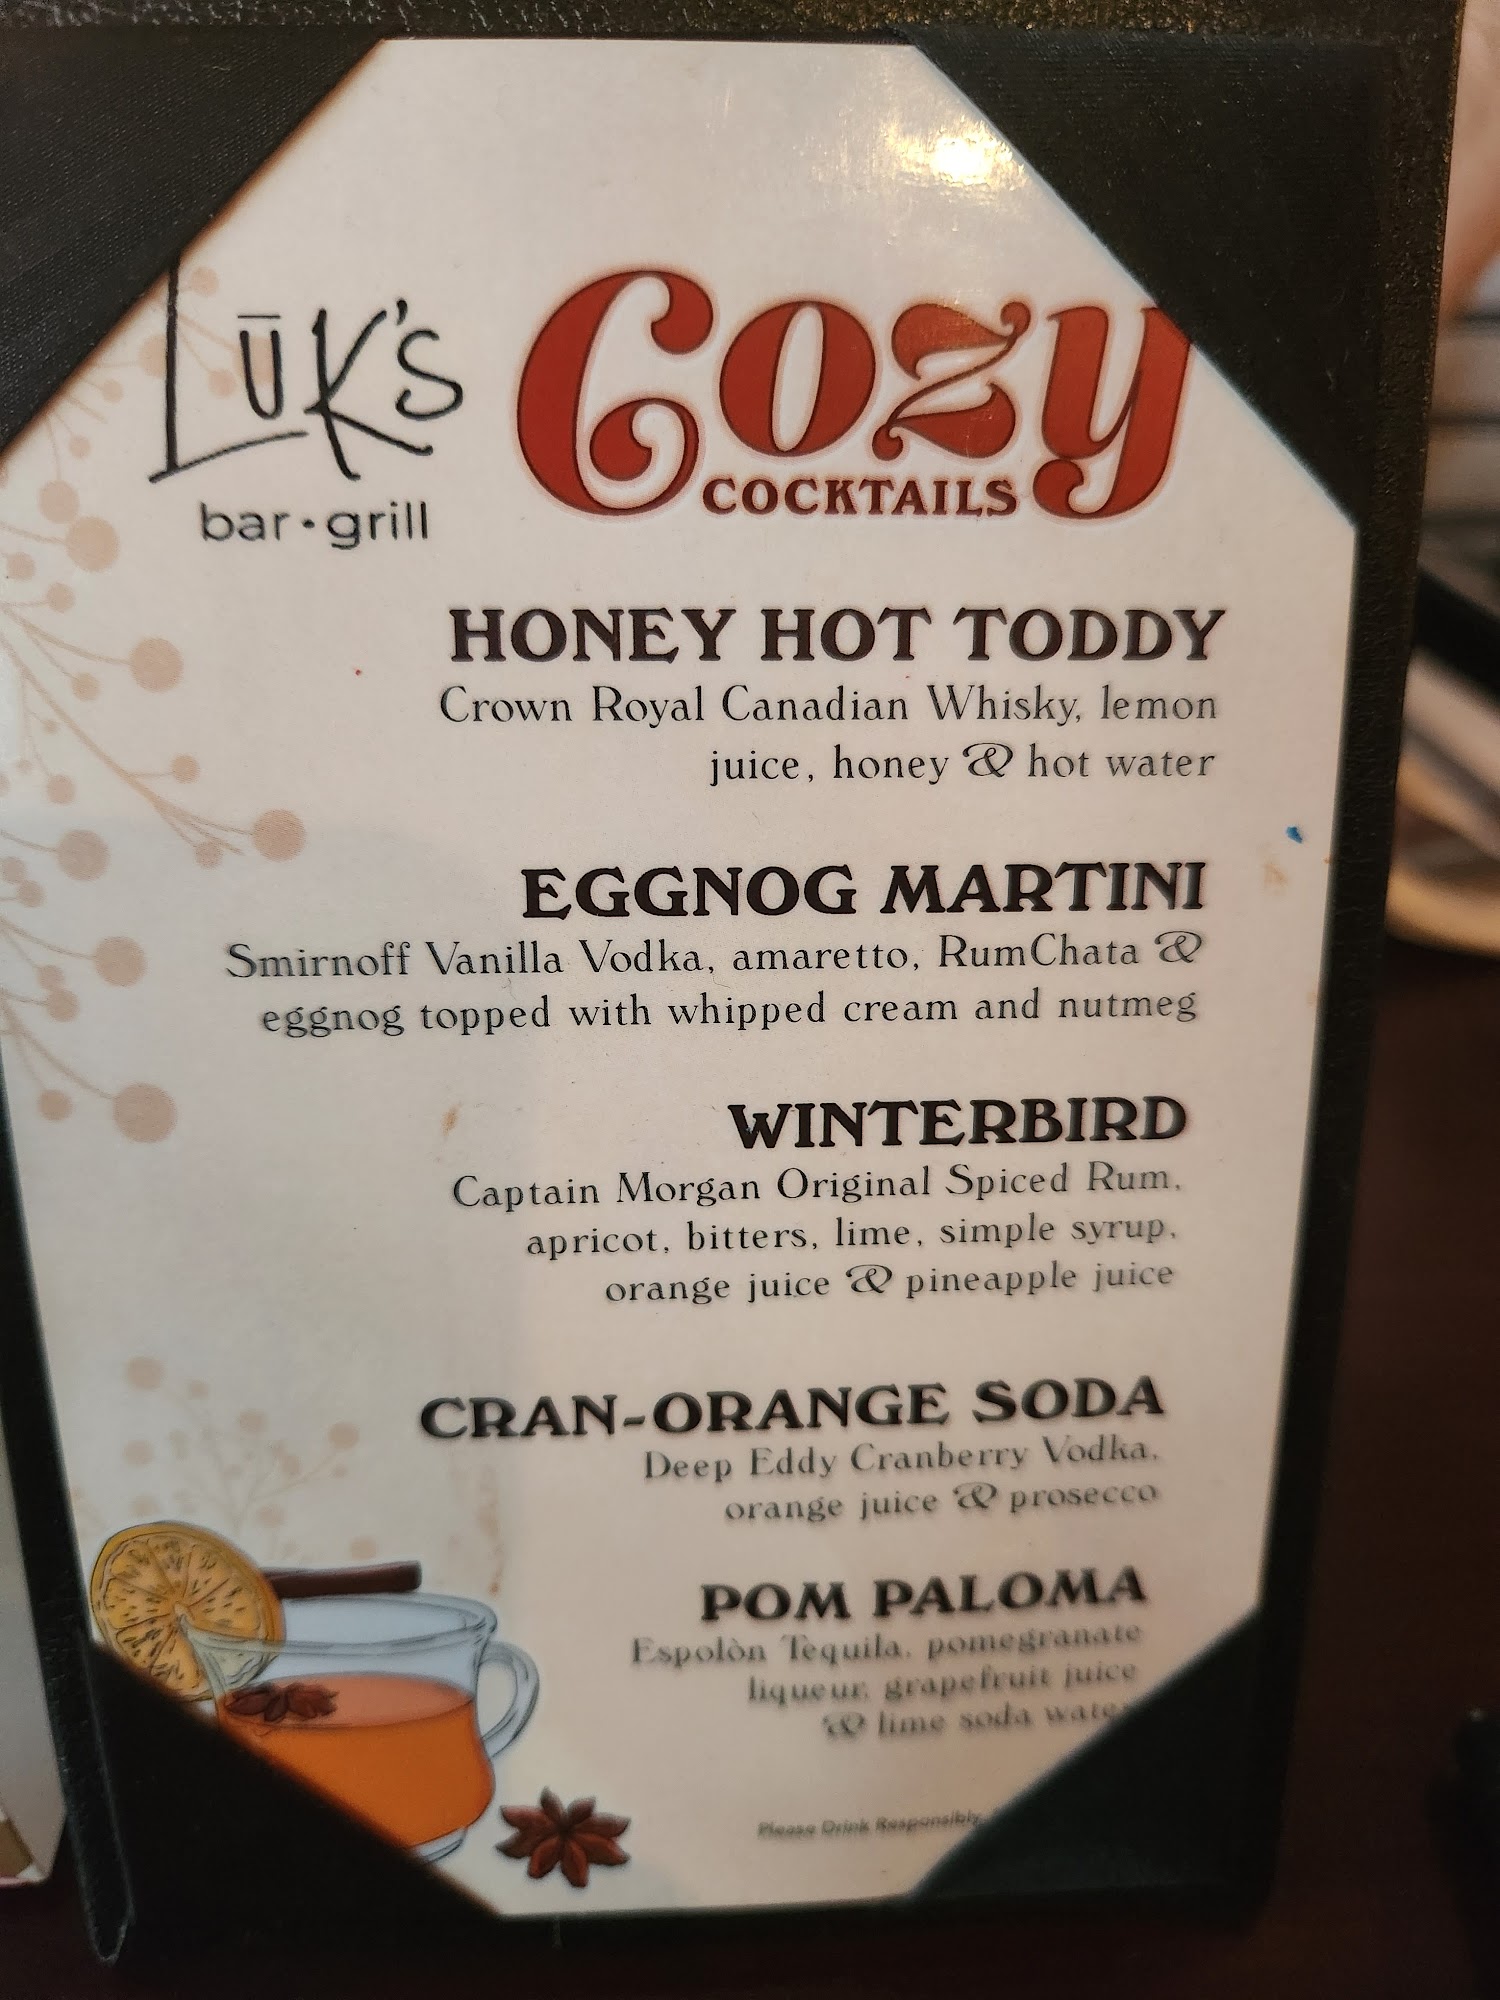 Lūk's
bar・grill
Cozy
COCKTAILS
HONEY HOT TODDY
Crown Royal Canadian Whisky, lemon
juice, honey & hot water
EGGNOG MARTINI
Smirnoff Vanilla Vodka, amaretto, RumChata &
eggnog topped with whipped cream and nutmeg
WINTERBIRD
Captain Morgan Original Spiced Rum,
apricot, bitters, lime, simple syrup,
orange juice & pineapple juice
CRAN-ORANGE SODA
Deep Eddy Cranberry Vodka,
orange juice & prosecco
POM PALOMA
Espolòn Tequila, pomegranate
liqueur, grapefruit juice
& lime soda water
Please Drink Responsibly.